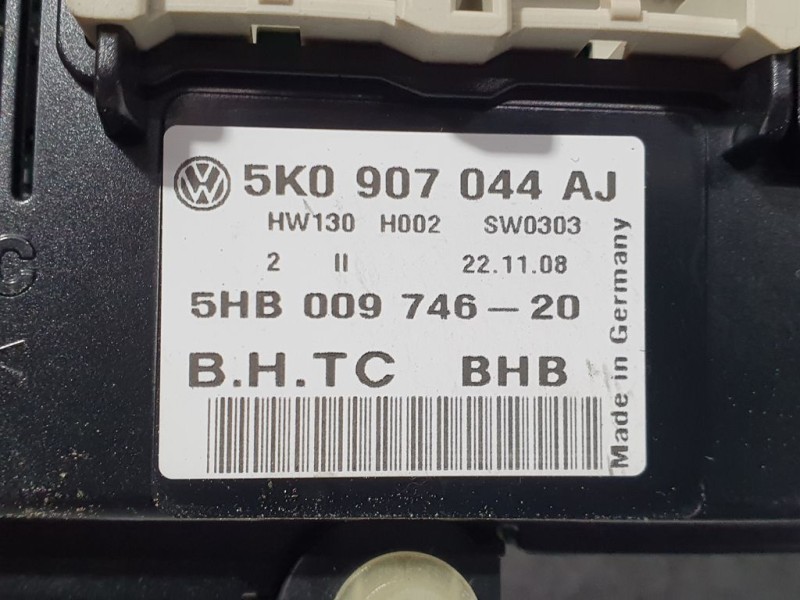 5K0 907 044 AJ
HW130 H002 SW0303
2 II 22.11.08
5HB 009 746-20
B.H.TC BHB
Made in Germany